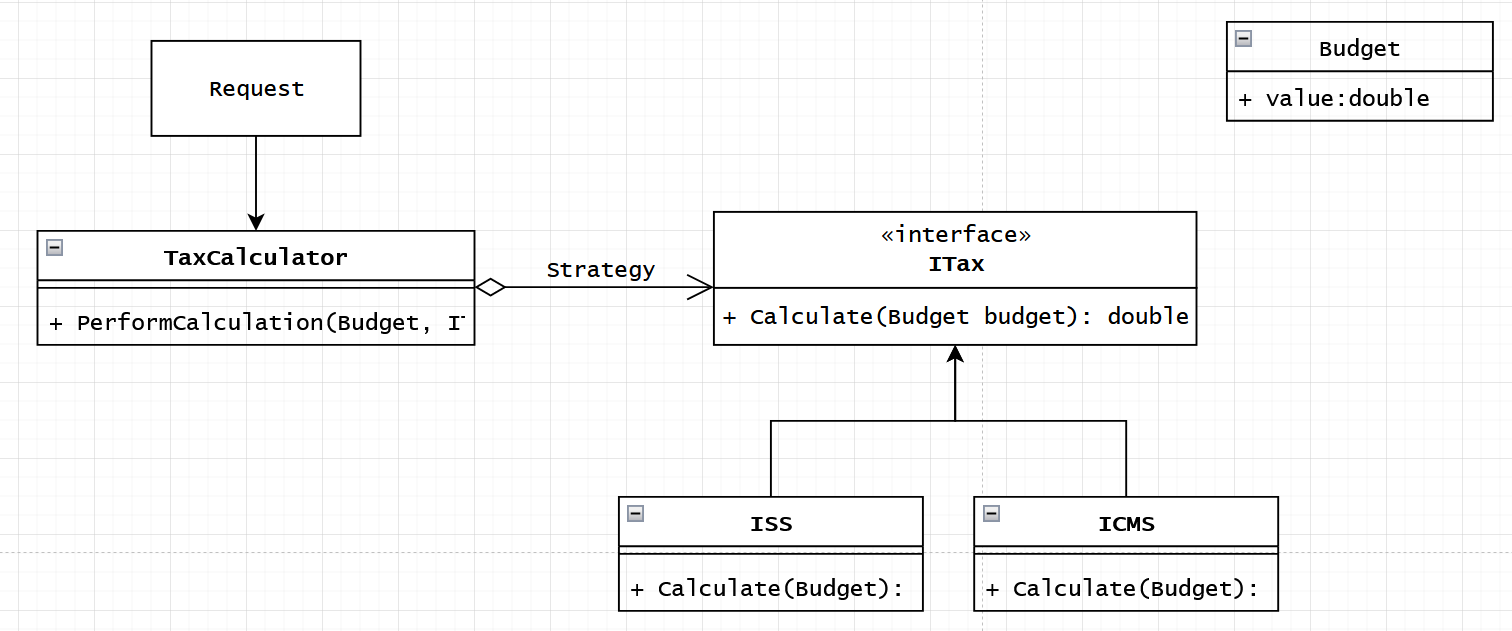 Request
Budget
+ value:double
TaxCalculator
+ PerformCalculation(Budget,
Strategy
«interface»
ITax
+ Calculate(Budget budget): double
ISS
+ Calculate(Budget):
ICMS
+ Calculate(Budget):